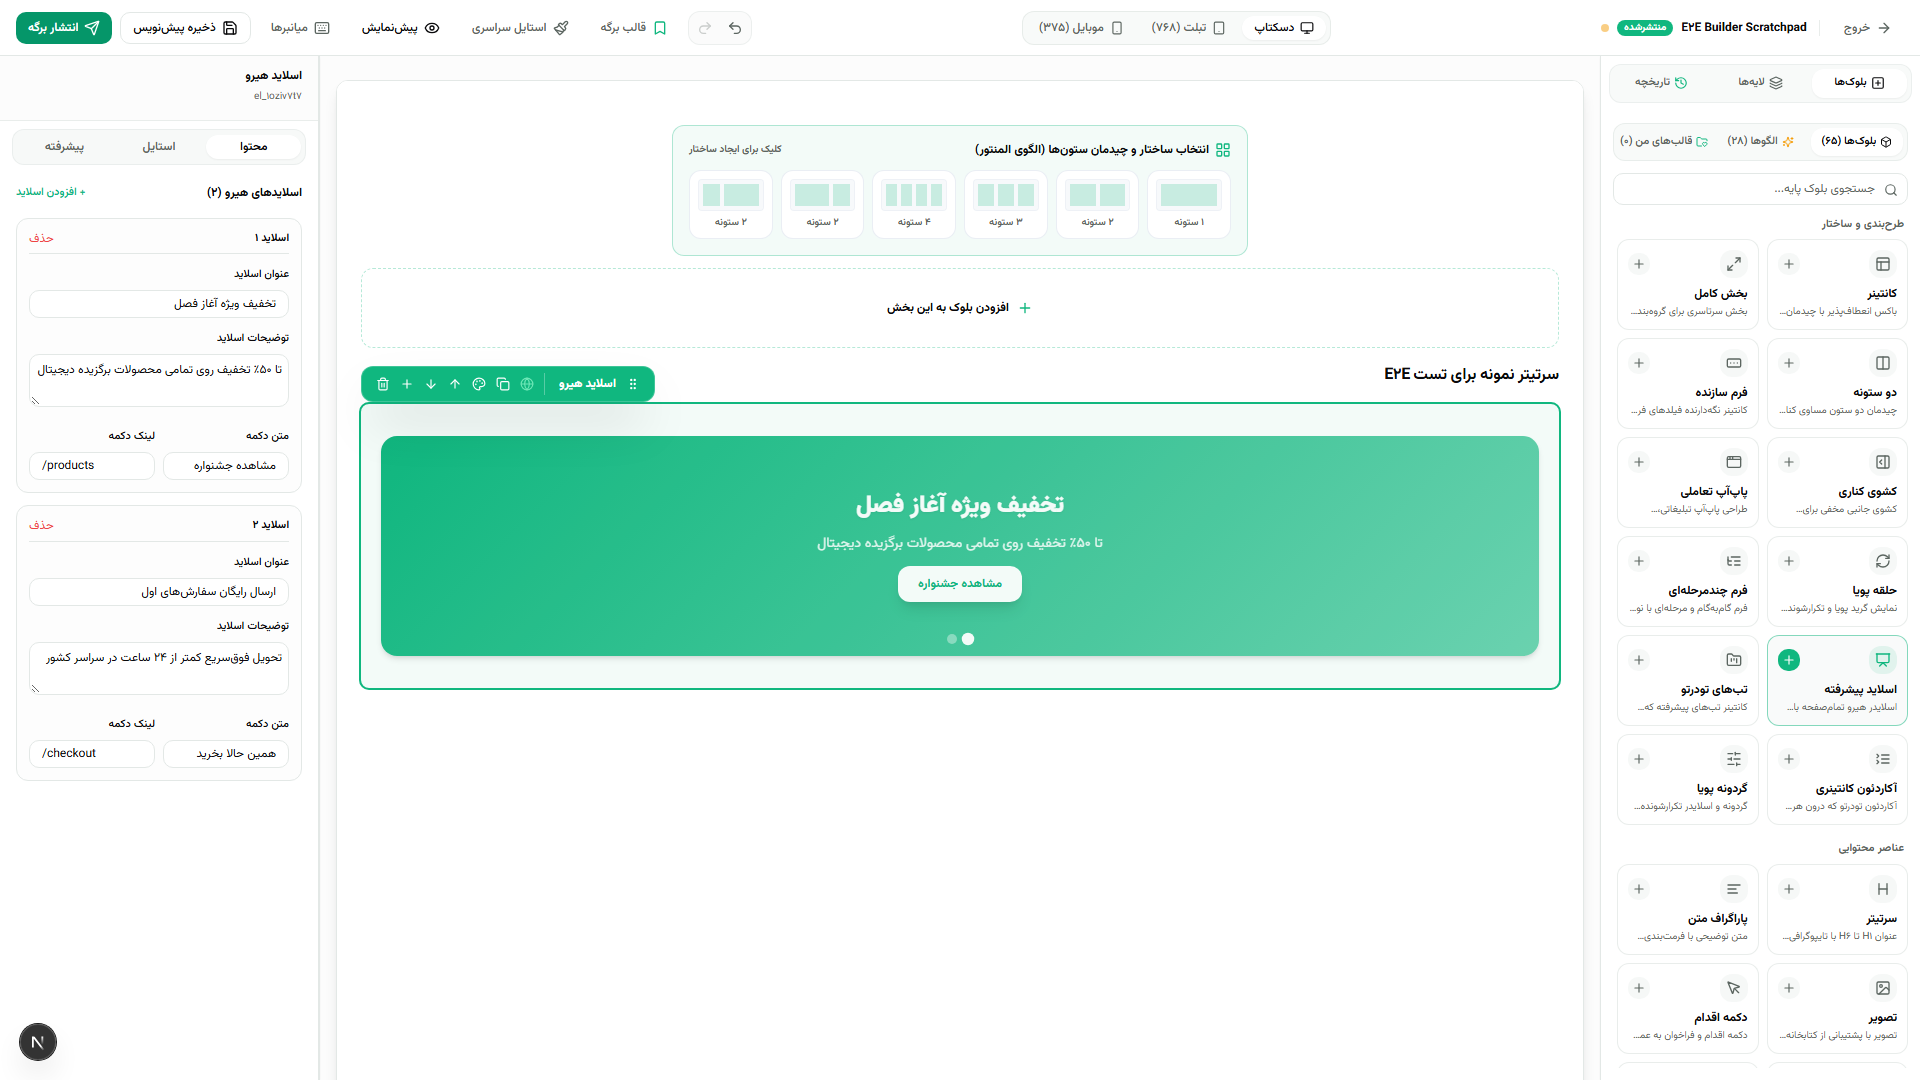 خروج
E2E Builder Scratchpad
منتشرشده
دسکتاپ
تبلت (۷۶۸)
موبایل (۳۷۵)
قالب برگه
استایل سراسری
پیش‌نمایش
میانبرها
ذخیره پیش‌نویس
انتشار برگه
بلوک‌ها
لایه‌ها
تاریخچه
بلوک‌ها (۶۵)
الگوها (۲۸)
قالب‌های من (۰)
جستجوی بلوک پایه...
طرح‌بندی و ساختار
کانتینر
باکس انعطاف‌پذیر با چیدمان...
بخش کامل
بخش سرتاسری برای گروه‌بند...
دو ستونه
چیدمان دو ستون مساوی کنا...
فرم سازنده
کانتینر نگه‌دارنده فیلدهای فر...
کشوی کناری
کشوی جانبی مخفی برای...
پاپ‌آپ تعاملی
طراحی پاپ‌آپ تبلیغاتی،...
حلقه پویا
نمایش گرید پویا و تکرارشوند...
فرم چندمرحله‌ای
فرم گام‌به‌گام و مرحله‌ای با نو...
اسلاید پیشرفته
اسلایدر هیرو تمام‌صفحه با...
تب‌های تودرتو
کانتینر تب‌های پیشرفته که...
آکاردئون کانتینری
آکاردئون تودرتو که درون هر...
گردونه پویا
گردونه و اسلایدر تکرارشونده...
عناصر محتوایی
سرتیتر
عنوان H۱ تا H۶ با تایپوگرافی...
پاراگراف متن
متن توضیحی با فرمت‌بندی...
تصویر
تصویر با پشتیبانی از کتابخانه...
دکمه اقدام
دکمه اقدام و فراخوان به عمـ...
انتخاب ساختار و چیدمان ستون‌ها (الگوی المنتور)
کلیک برای ایجاد ساختار
۱ ستونه
۲ ستونه
۳ ستونه
۴ ستونه
۲ ستونه
۲ ستونه
افزودن بلوک به این بخش
سرتیتر نمونه برای تست E۲E
اسلاید هیرو
تخفیف ویژه آغاز فصل
تا ۵۰٪ تخفیف روی تمامی محصولات برگزیده دیجیتال
مشاهده جشنواره
اسلاید هیرو
el_۱oziv۷t۷
محتوا
استایل
پیشرفته
اسلایدهای هیرو (۲)
+ افزودن اسلاید
اسلاید ۱
حذف
عنوان اسلاید
تخفیف ویژه آغاز فصل
توضیحات اسلاید
تا ۵۰٪ تخفیف روی تمامی محصولات برگزیده دیجیتال
متن دکمه
لینک دکمه
مشاهده جشنواره
/products
اسلاید ۲
حذف
عنوان اسلاید
ارسال رایگان سفارش‌های اول
توضیحات اسلاید
تحویل فوق‌سریع کمتر از ۲۴ ساعت در سراسر کشور
متن دکمه
لینک دکمه
همین حالا بخرید
/checkout
N